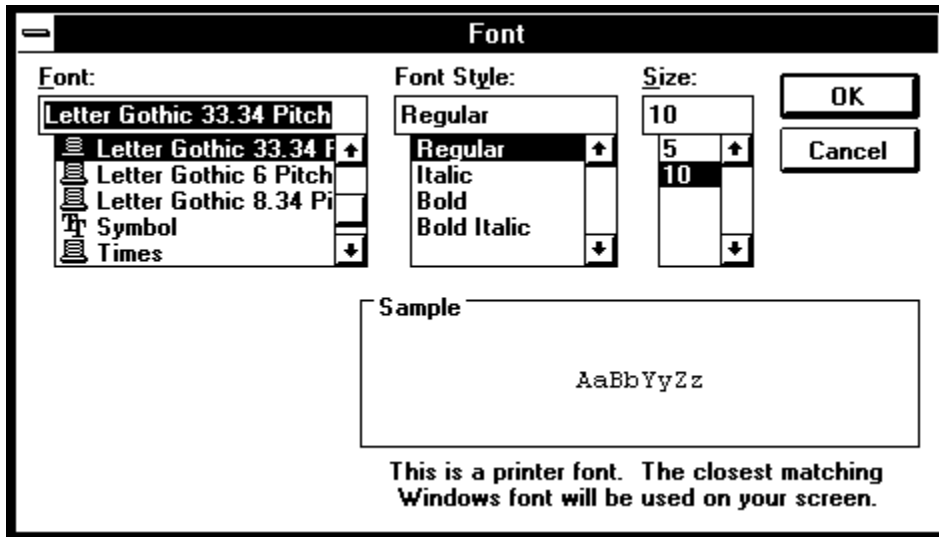 Font
Font:
Font Style:
Size:
Letter Gothic 33.34 Pitch
Regular
10
OK
Cancel
Letter Gothic 33.34 F
Letter Gothic 6 Pitch
Letter Gothic 8.34 Pi
Symbol
Times
Regular
Italic
Bold
Bold Italic
5
10
Sample
AaBbYyZz
This is a printer font. The closest matching
Windows font will be used on your screen.